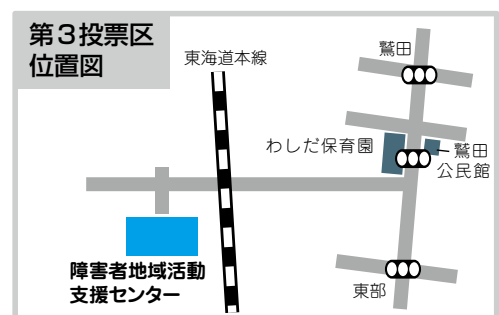 第3投票区
位置図
東海道本線
鷲田
わしだ保育園
鷲田
公民館
障害者地域活動
支援センター
東部